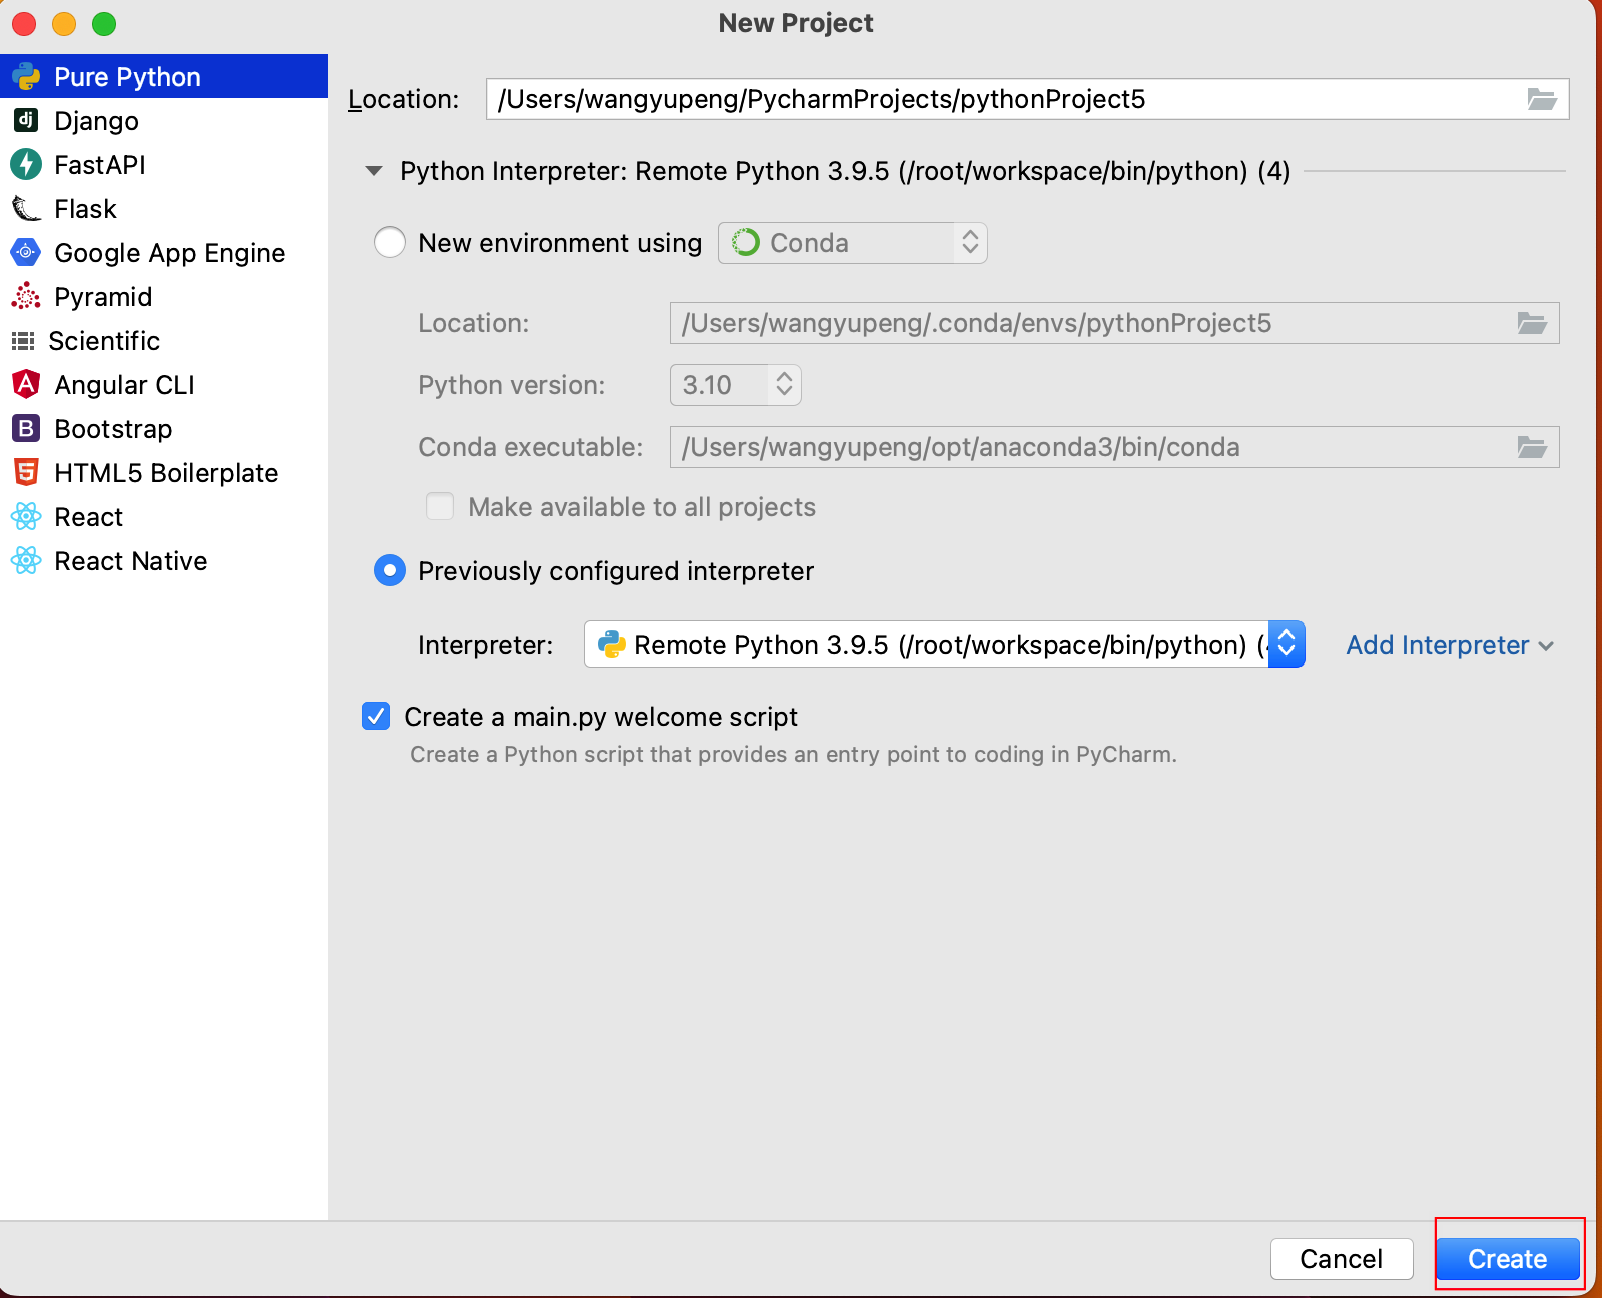 New Project
Pure Python
Django
FastAPI
Flask
Google App Engine
Pyramid
Scientific
Angular CLI
Bootstrap
HTML5 Boilerplate
React
React Native
Location: /Users/wangyupeng/PycharmProjects/pythonProject5
Python Interpreter: Remote Python 3.9.5 (/root/workspace/bin/python) (4)
New environment using Conda
Location: /Users/wangyupeng/.conda/envs/pythonProject5
Python version: 3.10
Conda executable: /Users/wangyupeng/opt/anaconda3/bin/conda
Make available to all projects
Previously configured interpreter
Interpreter: Remote Python 3.9.5 (/root/workspace/bin/python) (4 Add Interpreter
Create a main.py welcome script
Create a Python script that provides an entry point to coding in PyCharm.
Cancel Create